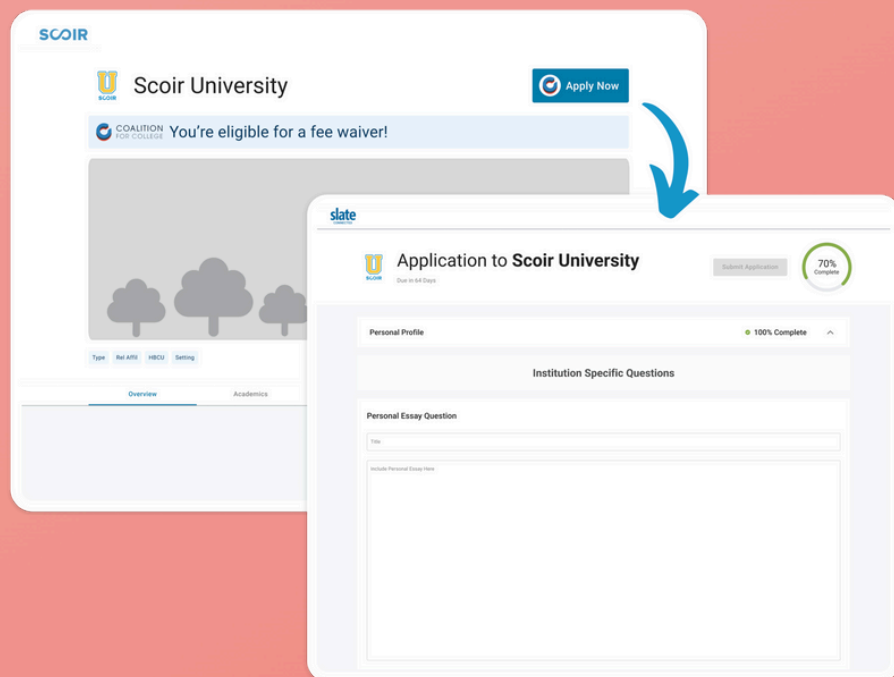 SCOIR
SCOIR
Scoir University
Apply Now
COALITION
FOR COLLEGE
You're eligible for a fee waiver!
Type
Rel Affil
HBCU
Setting
Overview
Academics
slate
CONNECTED
SCOIR
Application to Scoir University
Due in 64 Days
Submit Application
70%
Complete
Personal Profile
100% Complete
Institution Specific Questions
Personal Essay Question
Title
Include Personal Essay Here